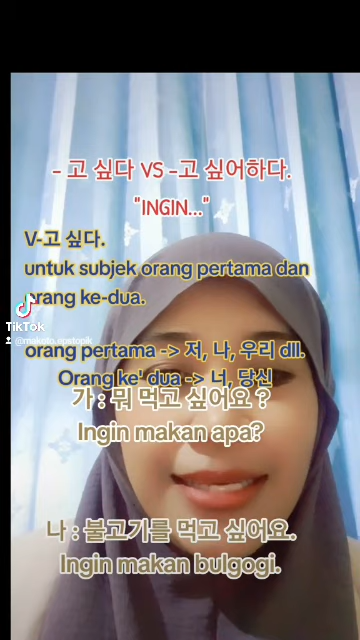 - 고 싶다 VS -고 싶어하다.
"INGIN..."
V-고 싶다.
untuk subjek orang pertama dan
orang ke-dua.
TikTok
@makoto.epstopik
orang pertama -> 저, 나, 우리 dll.
Orang ke' dua -> 너, 당신
가 : 뭐 먹고 싶어요 ?
Ingin makan apa?
나 : 불고기를 먹고 싶어요.
Ingin makan bulgogi.